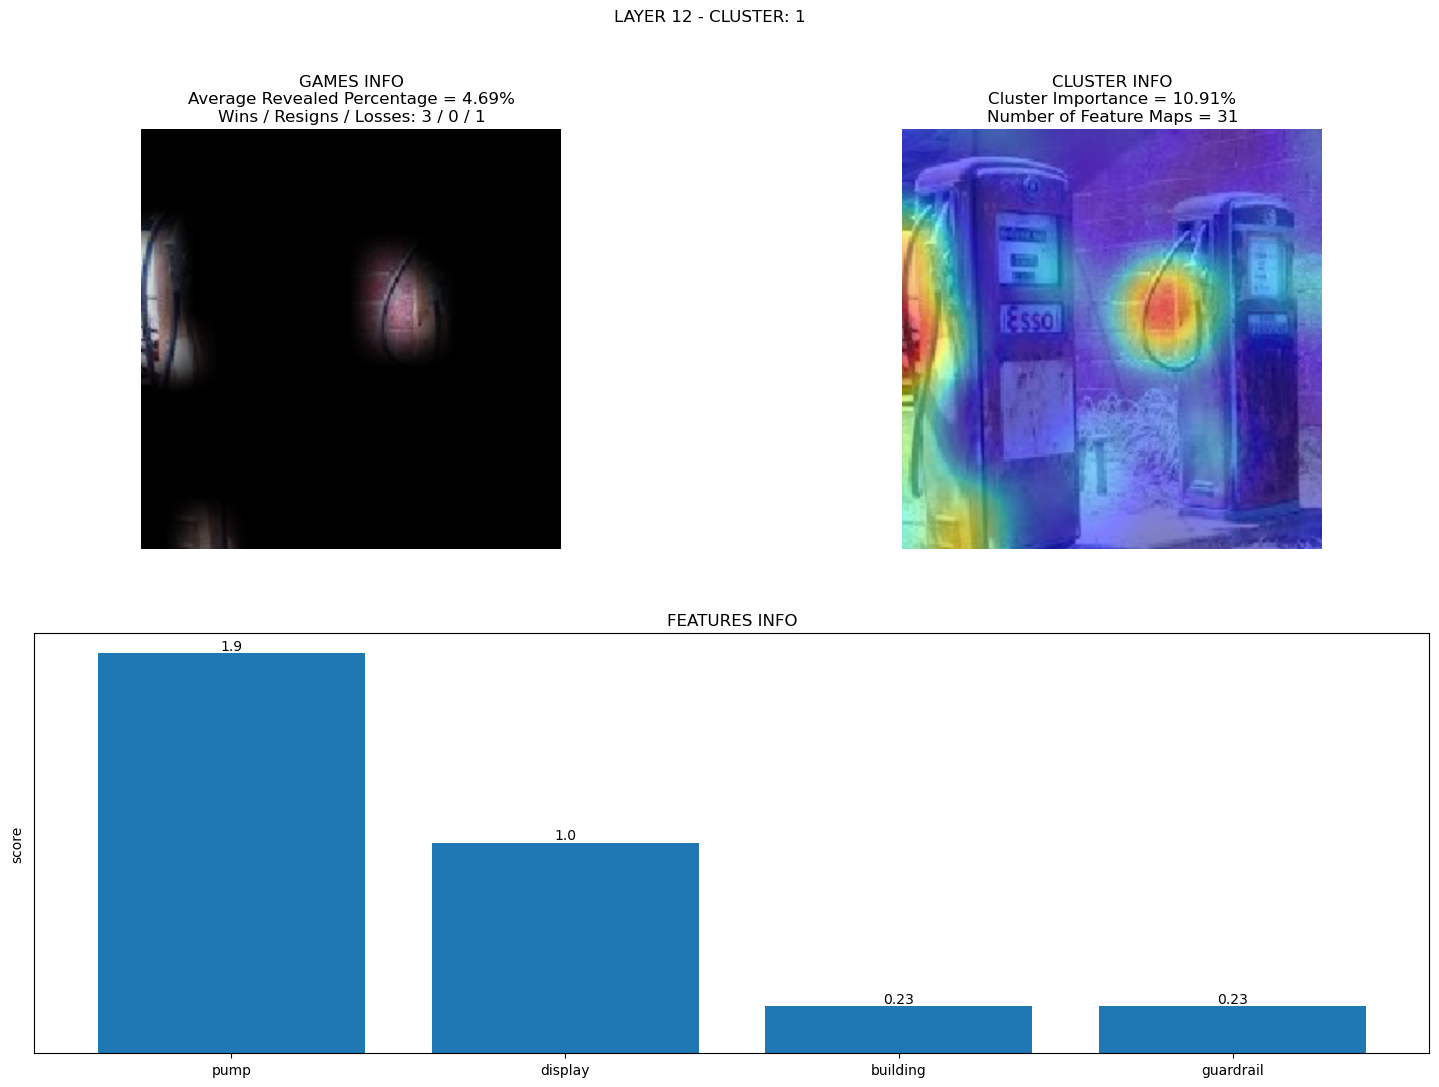 LAYER 12 - CLUSTER: 1
GAMES INFO
Average Revealed Percentage = 4.69%
Wins / Resigns / Losses: 3 / 0 / 1
CLUSTER INFO
Cluster Importance = 10.91%
Number of Feature Maps = 31
ESSO
FEATURES INFO
score
1.9
1.0
0.23
0.23
pump
display
building
guardrail